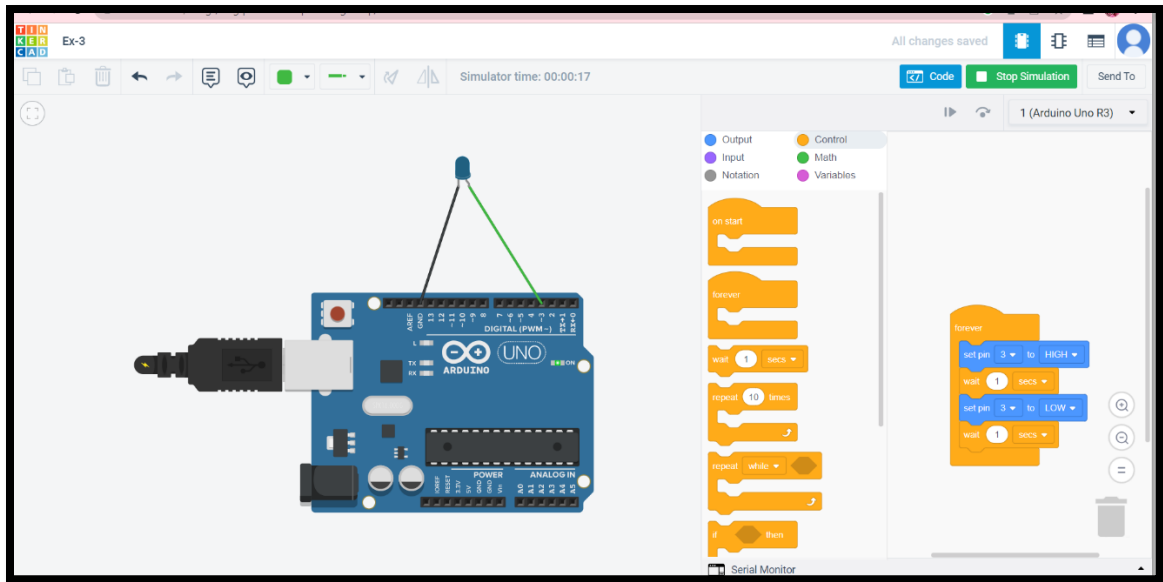 TIN
KER
CAD
Ex-3
All changes saved
Simulator time: 00:00:17
Code
Stop Simulation
Send To
1 (Arduino Uno R3)
Output
Control
Input
Math
Notation
Variables
on start
forever
wait 1 secs
repeat 10 times
repeat while
if then
forever
set pin 3 to HIGH
wait 1 secs
set pin 3 to LOW
wait 1 secs
AREF
GND
13
12
~11
~10
~9
8
7
~6
~5
4
~3
2
TX→1
RX←0
DIGITAL (PWM~)
L
TX
RX
UNO
ARDUINO
ON
IOREF
RESET
3.3V
5V
GND
GND
Vin
POWER
ANALOG IN
A0
A1
A2
A3
A4
A5
Serial Monitor